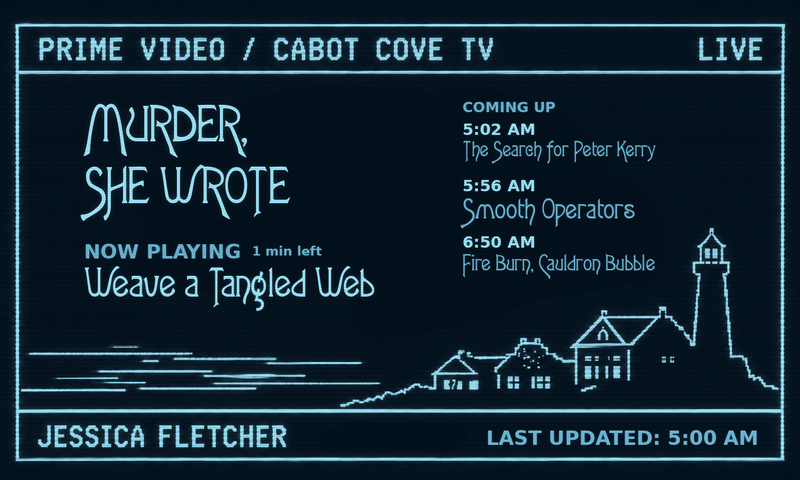 PRIME VIDEO / CABOT COVE TV
LIVE
MURDER,
SHE WROTE
NOW PLAYING 1 min left
Weave a Tangled Web
COMING UP
5:02 AM
The Search for Peter Kerry
5:56 AM
Smooth Operators
6:50 AM
Fire Burn, Cauldron Bubble
JESSICA FLETCHER
LAST UPDATED: 5:00 AM